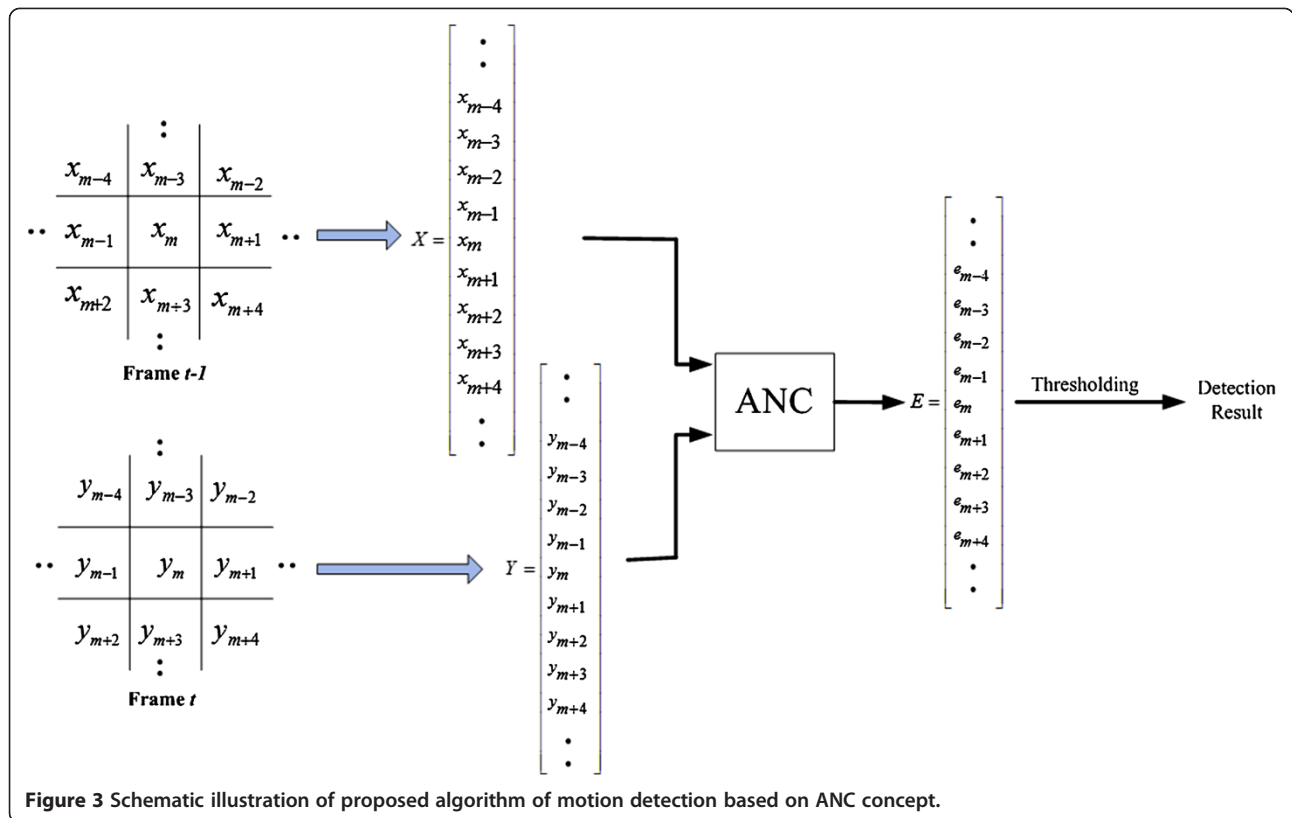 x_{m-4} x_{m-3} x_{m-2}
x_{m-1} x_m x_{m+1}
x_{m+2} x_{m+3} x_{m+4}
Frame t-1
X =
x_{m-4}
x_{m-3}
x_{m-2}
x_{m-1}
x_m
x_{m+1}
x_{m+2}
x_{m+3}
x_{m+4}
y_{m-4} y_{m-3} y_{m-2}
y_{m-1} y_m y_{m+1}
y_{m+2} y_{m+3} y_{m+4}
Frame t
Y =
y_{m-4}
y_{m-3}
y_{m-2}
y_{m-1}
y_m
y_{m+1}
y_{m+2}
y_{m+3}
y_{m+4}
ANC
E =
e_{m-4}
e_{m-3}
e_{m-2}
e_{m-1}
e_m
e_{m+1}
e_{m+2}
e_{m+3}
e_{m+4}
Thresholding
Detection
Result
Figure 3 Schematic illustration of proposed algorithm of motion detection based on ANC concept.